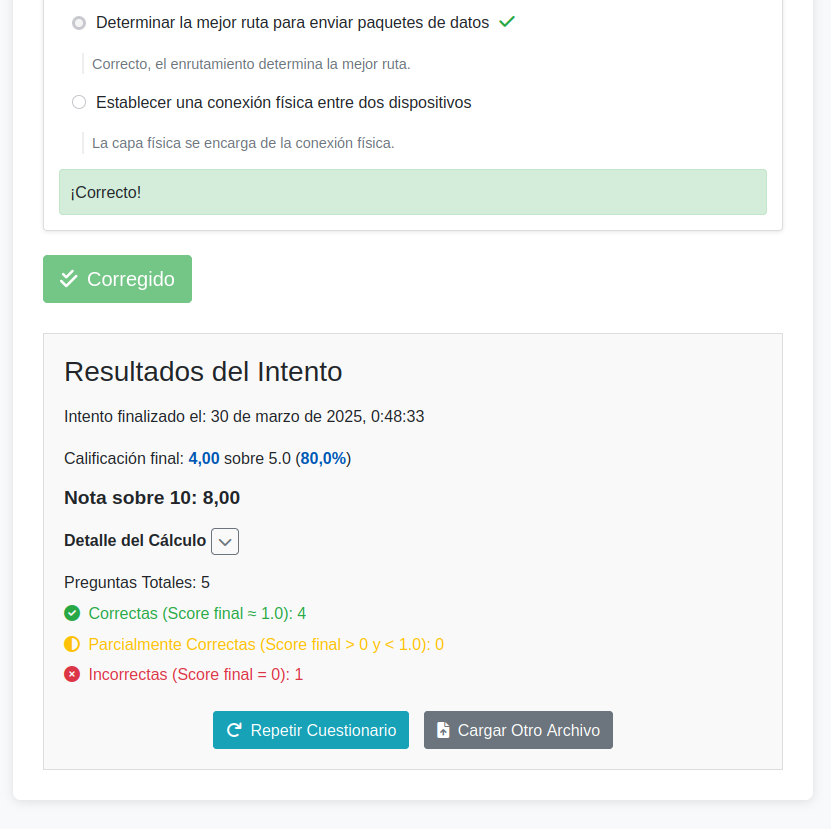 Determinar la mejor ruta para enviar paquetes de datos
Correcto, el enrutamiento determina la mejor ruta.
Establecer una conexión física entre dos dispositivos
La capa física se encarga de la conexión física.
¡Correcto!
Corregido
Resultados del Intento
Intento finalizado el: 30 de marzo de 2025, 0:48:33
Calificación final: 4,00 sobre 5.0 (80,0%)
Nota sobre 10: 8,00
Detalle del Cálculo
Preguntas Totales: 5
Correctas (Score final ≈ 1.0): 4
Parcialmente Correctas (Score final > 0 y < 1.0): 0
Incorrectas (Score final = 0): 1
Repetir Cuestionario
Cargar Otro Archivo